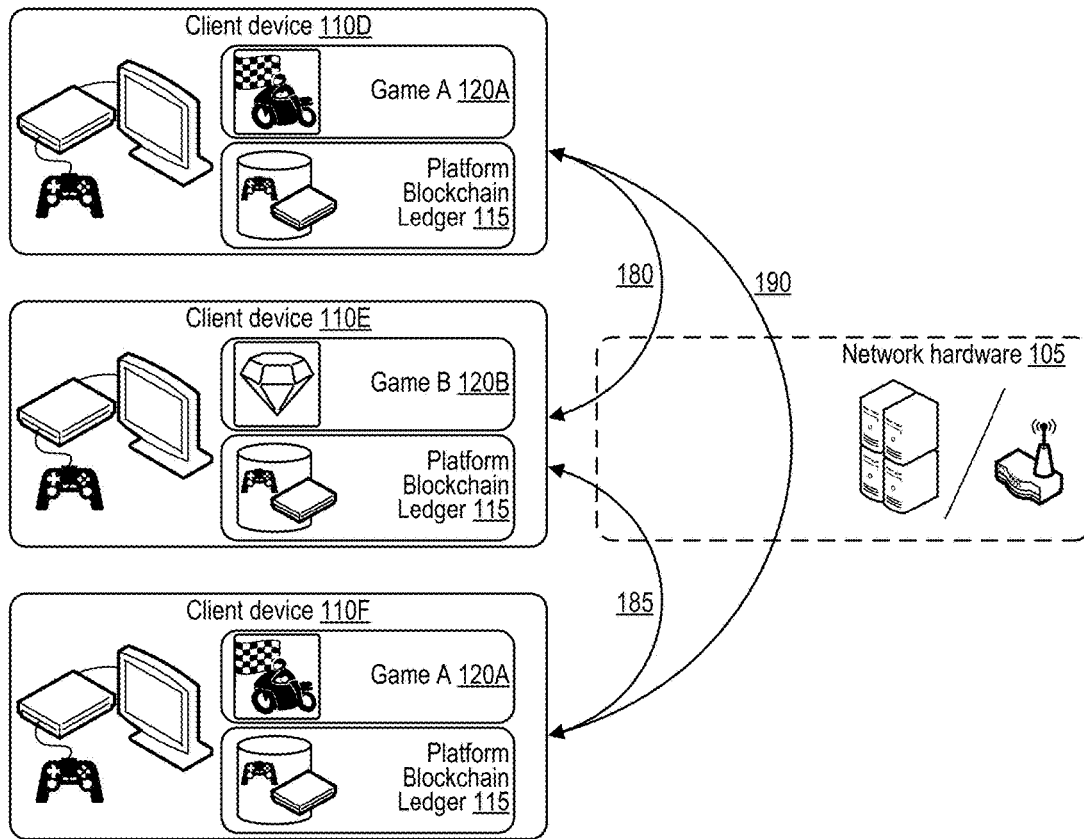 Client device 110D
Game A 120A
Platform
Blockchain
Ledger 115
180
190
Client device 110E
Game B 120B
Platform
Blockchain
Ledger 115
Network hardware 105
185
Client device 110F
Game A 120A
Platform
Blockchain
Ledger 115